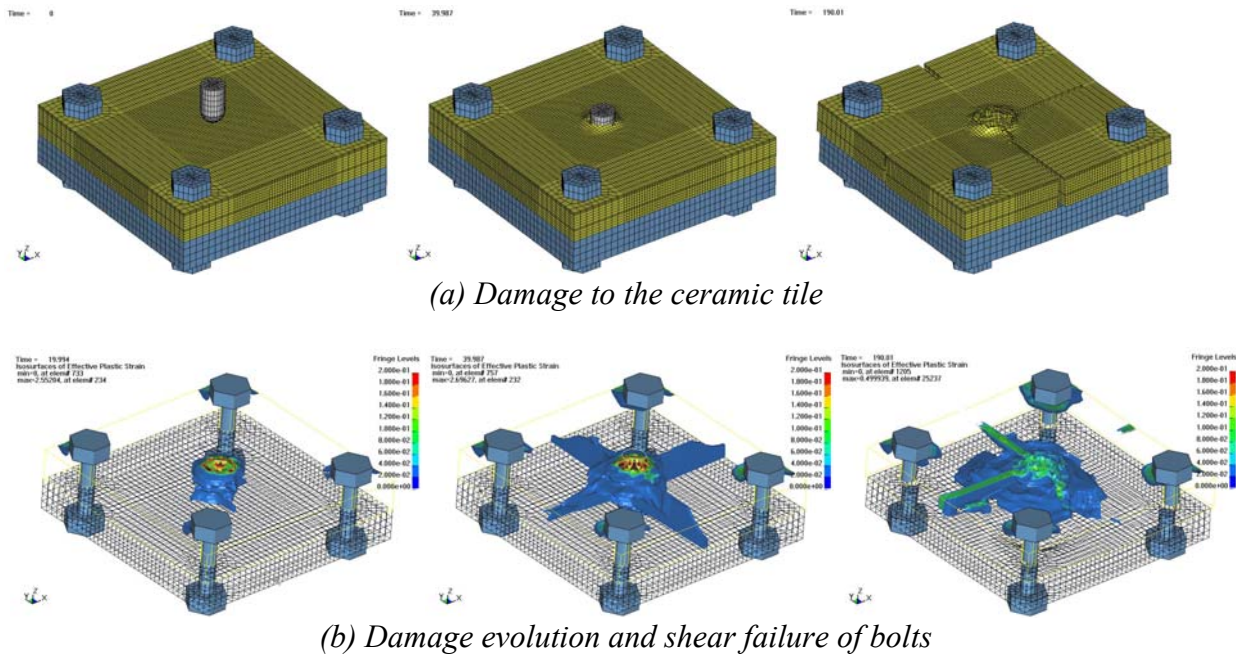 Time = 0
Time = 39.987
Time = 190.01
Z
Y X
Z
Y X
Z
Y X
(a) Damage to the ceramic tile
Time = 19.994
Isosurfaces of Effective Plastic Strain
min=0, at elem# 733
max=2.55204, at elem# 234
Fringe Levels
2.000e-01
1.800e-01
1.600e-01
1.400e-01
1.200e-01
1.000e-01
8.000e-02
6.000e-02
4.000e-02
2.000e-02
0.000e+00
Time = 39.987
Isosurfaces of Effective Plastic Strain
min=0, at elem# 757
max=2.69627, at elem# 232
Fringe Levels
2.000e-01
1.800e-01
1.600e-01
1.400e-01
1.200e-01
1.000e-01
8.000e-02
6.000e-02
4.000e-02
2.000e-02
0.000e+00
Time = 190.01
Isosurfaces of Effective Plastic Strain
min=0, at elem# 1205
max=0.499939, at elem# 25237
Fringe Levels
2.000e-01
1.800e-01
1.600e-01
1.400e-01
1.200e-01
1.000e-01
8.000e-02
6.000e-02
4.000e-02
2.000e-02
0.000e+00
Z
Y X
Z
Y X
Z
Y X
(b) Damage evolution and shear failure of bolts